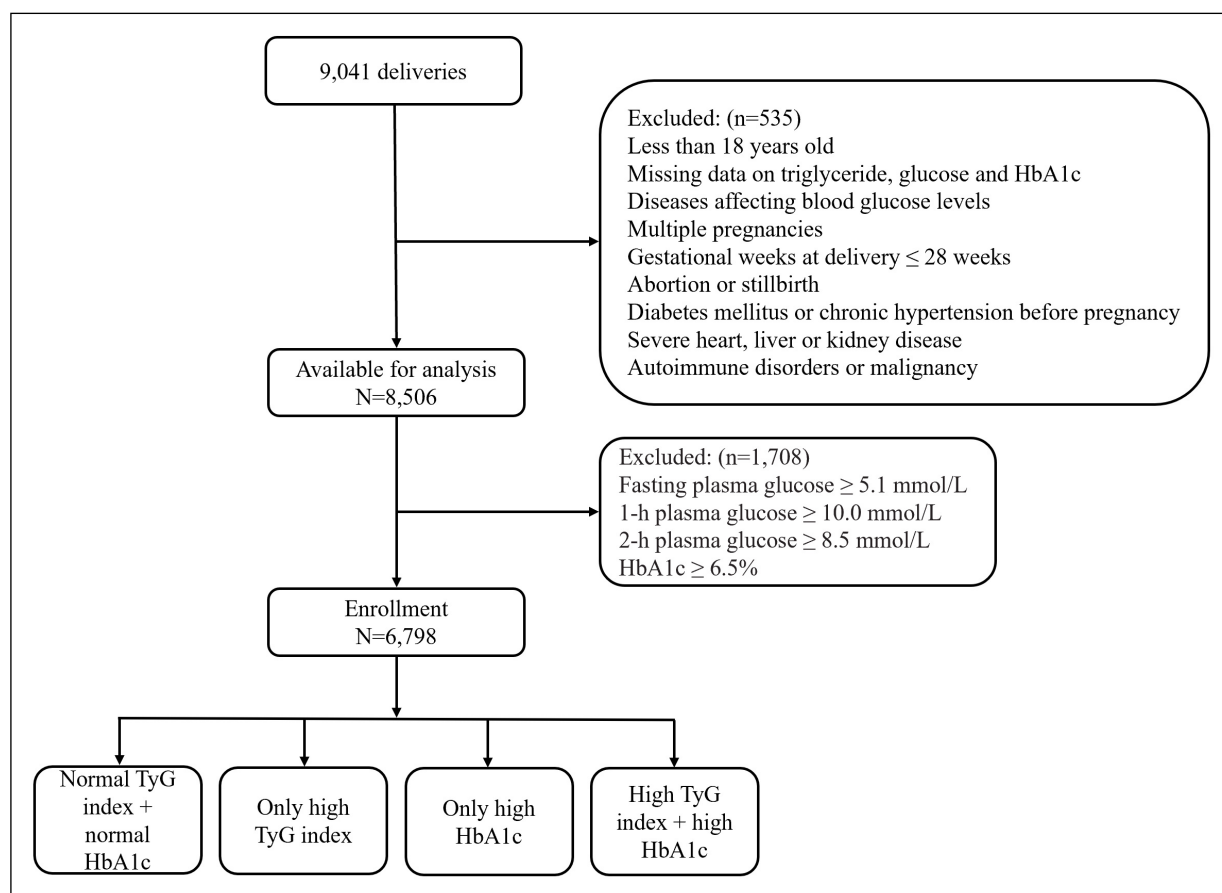 9,041 deliveries
Excluded: (n=535)
Less than 18 years old
Missing data on triglyceride, glucose and HbA1c
Diseases affecting blood glucose levels
Multiple pregnancies
Gestational weeks at delivery ≤ 28 weeks
Abortion or stillbirth
Diabetes mellitus or chronic hypertension before pregnancy
Severe heart, liver or kidney disease
Autoimmune disorders or malignancy
Available for analysis
N=8,506
Excluded: (n=1,708)
Fasting plasma glucose ≥ 5.1 mmol/L
1-h plasma glucose ≥ 10.0 mmol/L
2-h plasma glucose ≥ 8.5 mmol/L
HbA1c ≥ 6.5%
Enrollment
N=6,798
Normal TyG
index +
normal
HbA1c
Only high
TyG index
Only high
HbA1c
High TyG
index + high
HbA1c